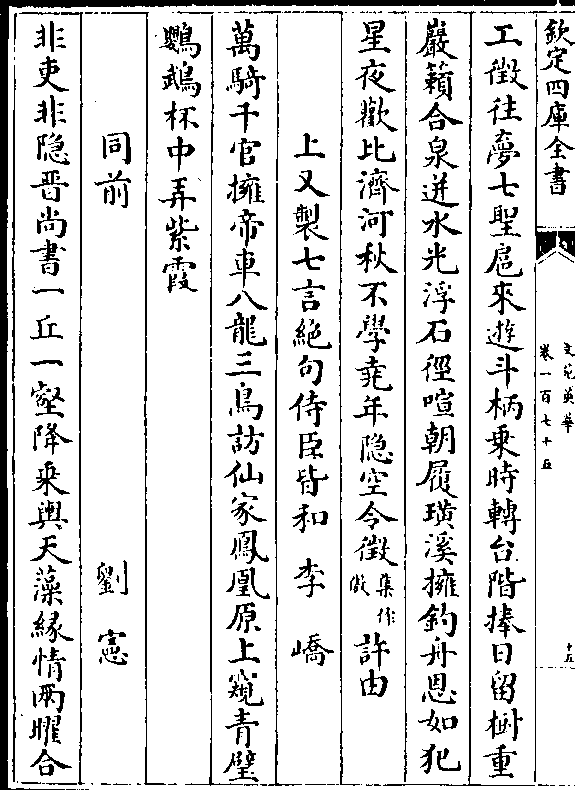 欽定四庫全書
文苑英華
卷一百七十五
十五
工徵往夢七聖扈來遊斗柄乗時轉台階捧日留樹重
巖籟合泉迸水光浮石徑喧朝履璜溪擁釣舟恩如犯
星夜歡比濟河秋不學堯年隐空令徵集作傲許由
上又製七言絶句侍臣皆和　李嶠
萬騎千官擁帝車八龍三鳥訪仙家鳳凰原上窺青壁
鸚鵡杯中弄紫霞
同前　劉憲
非吏非隐晋尚書一丘一壑降乗輿天藻縁情兩曜合